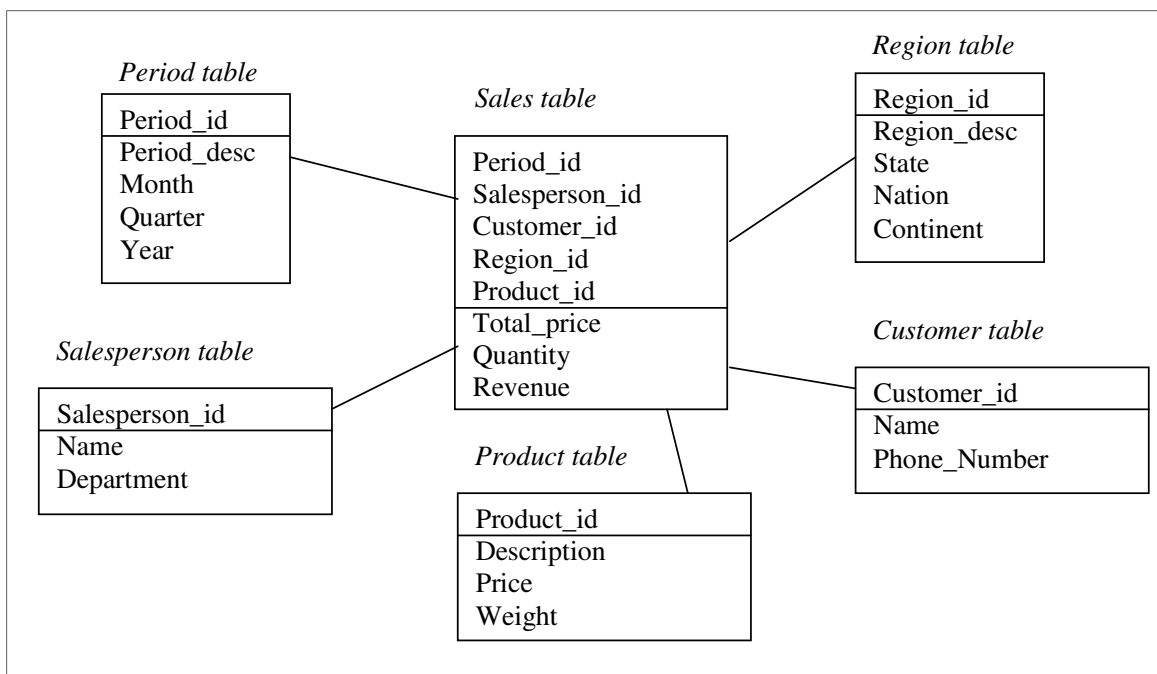 Period table
Period_id
Period_desc
Month
Quarter
Year
Sales table
Period_id
Salesperson_id
Customer_id
Region_id
Product_id
Total_price
Quantity
Revenue
Region table
Region_id
Region_desc
State
Nation
Continent
Salesperson table
Salesperson_id
Name
Department
Product table
Product_id
Description
Price
Weight
Customer table
Customer_id
Name
Phone_Number